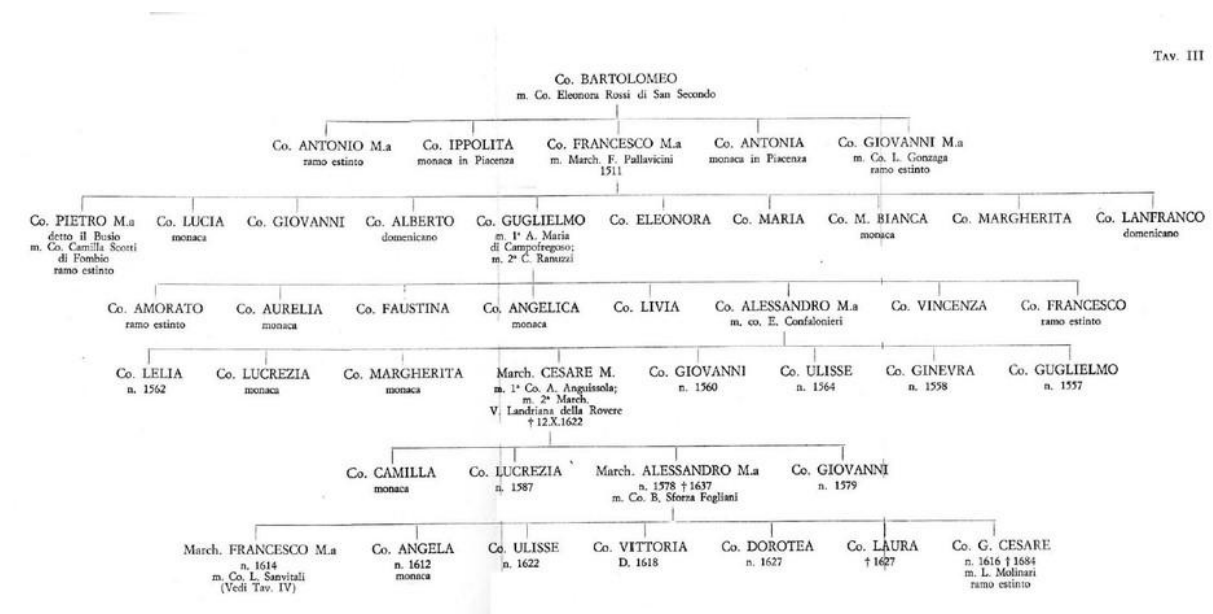 TAV. III
Co. BARTOLOMEO
m. Co. Eleonora Rossi di San Secondo
Co. ANTONIO M.a
ramo estinto
Co. IPPOLITA
monaca in Piacenza
Co. FRANCESCO M.a
m. March. F. Pallavicini
1511
Co. ANTONIA
monaca in Piacenza
Co. GIOVANNI M.a
m. Co. L. Gonzaga
ramo estinto
Co. PIETRO M.a
detto il Busio
m. Co. Camilla Scotti
di Fombio
ramo estinto
Co. LUCIA
monaca
Co. GIOVANNI
Co. ALBERTO
domenicano
Co. GUGLIELMO
m. 1ª A. Maria
di Campofregoso;
m. 2ª C. Ranuzzi
Co. ELEONORA
Co. MARIA
Co. M. BIANCA
monaca
Co. MARGHERITA
Co. LANFRANCO
domenicano
Co. AMORATO
ramo estinto
Co. AURELIA
monaca
Co. FAUSTINA
Co. ANGELICA
monaca
Co. LIVIA
Co. ALESSANDRO M.a
m. co. E. Confalonieri
Co. VINCENZA
Co. FRANCESCO
ramo estinto
Co. LELIA
n. 1562
Co. LUCREZIA
monaca
Co. MARGHERITA
monaca
March. CESARE M.
m. 1ª Co. A. Anguissola;
m. 2ª March.
V. Landriana della Rovere
† 12.X.1622
Co. GIOVANNI
n. 1560
Co. ULISSE
n. 1564
Co. GINEVRA
n. 1558
Co. GUGLIELMO
n. 1557
Co. CAMILLA
monaca
Co. LUCREZIA
n. 1587
March. ALESSANDRO M.a
n. 1578 † 1637
m. Co. B. Sforza Fogliani
Co. GIOVANNI
n. 1579
March. FRANCESCO M.a
n. 1614
m. Co. L. Sanvitali
(Vedi Tav. IV)
Co. ANGELA
n. 1612
monaca
Co. ULISSE
n. 1622
Co. VITTORIA
D. 1618
Co. DOROTEA
n. 1627
Co. LAURA
† 1627
Co. G. CESARE
n. 1616 † 1684
m. L. Molinari
ramo estinto